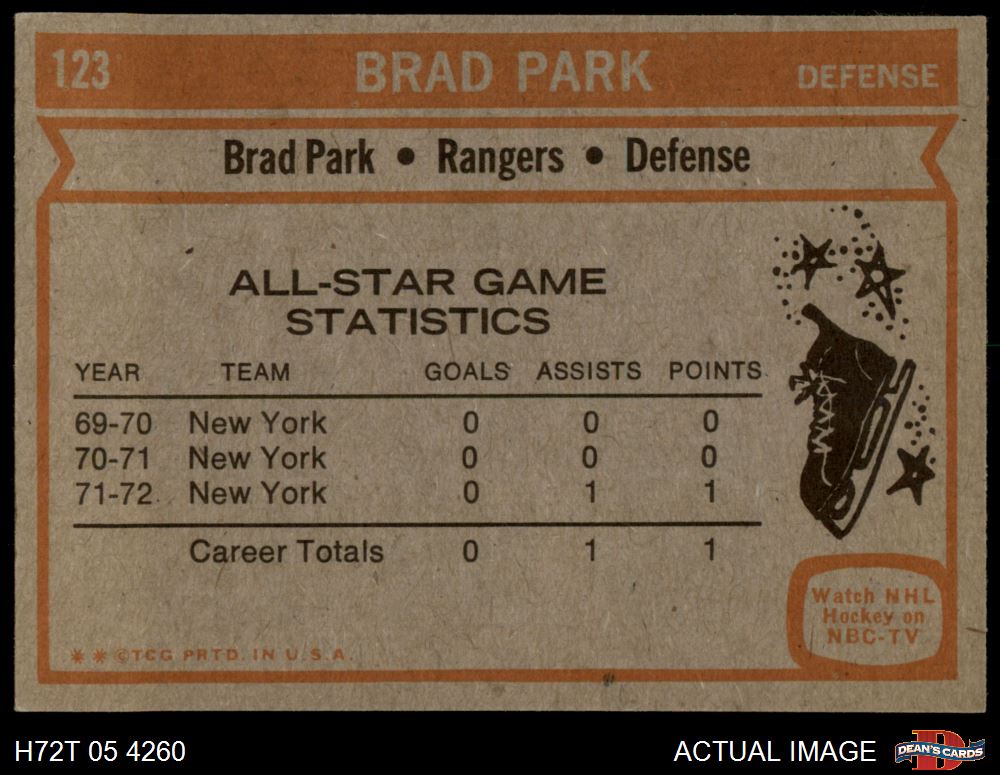 123 BRAD PARK DEFENSE
Brad Park • Rangers • Defense
ALL-STAR GAME
STATISTICS
YEAR TEAM GOALS ASSISTS POINTS
69-70 New York 0 0 0
70-71 New York 0 0 0
71-72 New York 0 1 1
Career Totals 0 1 1
Watch NHL
Hockey on
NBC-TV
✳ ✳ ©TCG PRTD. IN U.S.A.
H72T 05 4260 ACTUAL IMAGE D DEAN'S CARDS